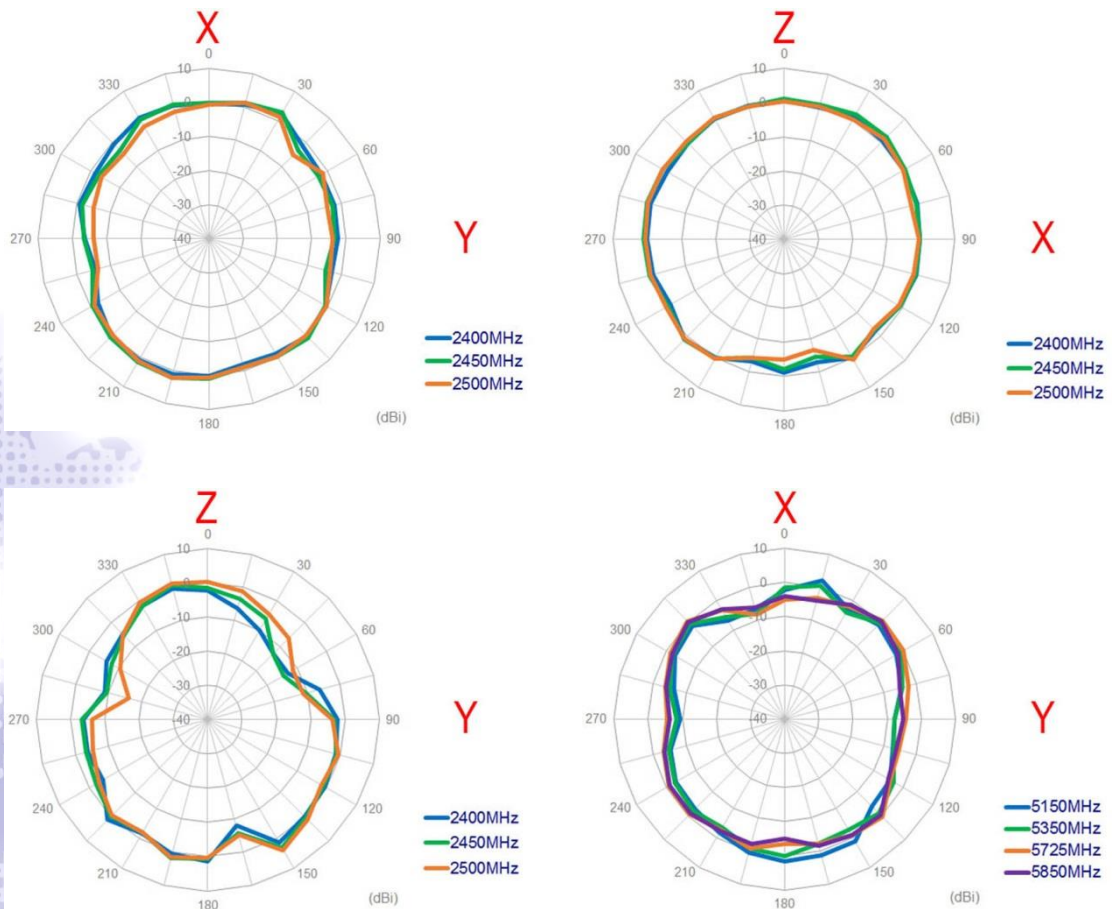 X
0
10
330
30
0
-10
300
60
-20
-30
270
-40
90
Y
240
120
210
150
180
(dBi)
2400MHz
2450MHz
2500MHz
Z
0
10
330
30
0
-10
300
60
-20
-30
270
-40
90
X
240
120
210
150
180
(dBi)
2400MHz
2450MHz
2500MHz
Z
0
10
330
30
0
-10
300
60
-20
-30
270
-40
90
Y
240
120
210
150
180
(dBi)
2400MHz
2450MHz
2500MHz
X
0
10
330
30
0
-10
300
60
-20
-30
270
-40
90
Y
240
120
210
150
180
(dBi)
5150MHz
5350MHz
5725MHz
5850MHz